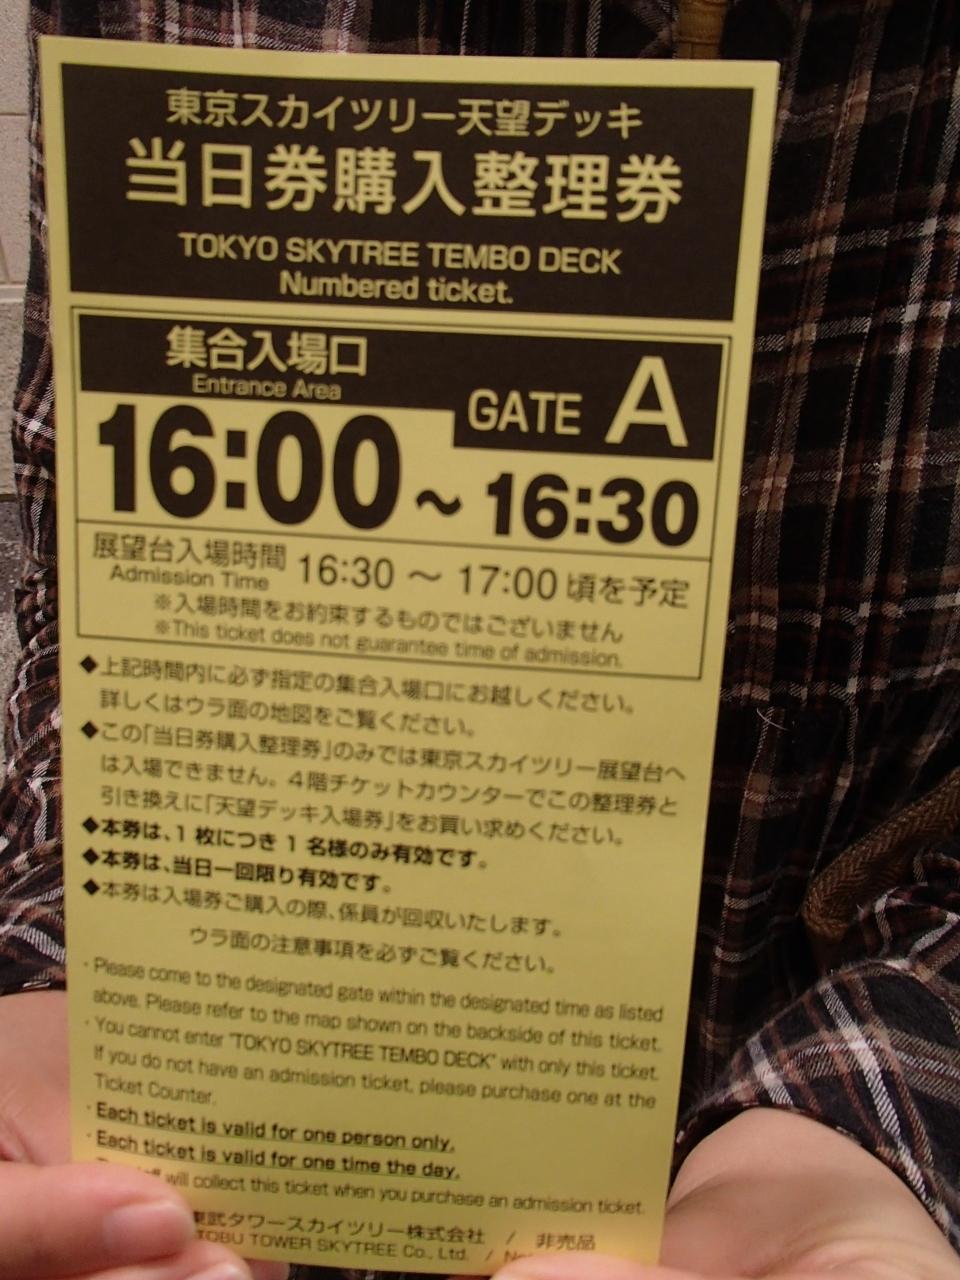 東京スカイツリー天望デッキ
当日券購入整理券
TOKYO SKYTREE TEMBO DECK
Numbered ticket.
集合入場口
Entrance Area
GATE A
16:00 ~ 16:30
展望台入場時間
Admission Time
16:30 ～ 17:00 頃を予定
※入場時間をお約束するものではございません
※This ticket does not guarantee time of admission.
◆上記時間内に必ず指定の集合入場口にお越しください。
詳しくはウラ面の地図をご覧ください。
◆この「当日券購入整理券」のみでは東京スカイツリー展望台へ
は入場できません。4階チケットカウンターでこの整理券と
引き換えに「天望デッキ入場券」をお買い求めください。
◆本券は、1枚につき1名様のみ有効です。
◆本券は、当日一回限り有効です。
◆本券は入場券ご購入の際、係員が回収いたします。
ウラ面の注意事項を必ずご覧ください。
・Please come to the designated gate within the designated time as listed
above. Please refer to the map shown on the backside of this ticket.
・You cannot enter "TOKYO SKYTREE TEMBO DECK" with only this ticket.
If you do not have an admission ticket, please purchase one at the
Ticket Counter.
・Each ticket is valid for one person only.
・Each ticket is valid for one time the day.
will collect this ticket when you purchase an admission ticket.
東武タワースカイツリー株式会社 / 非売品
TOBU TOWER SKYTREE Co., Ltd. /